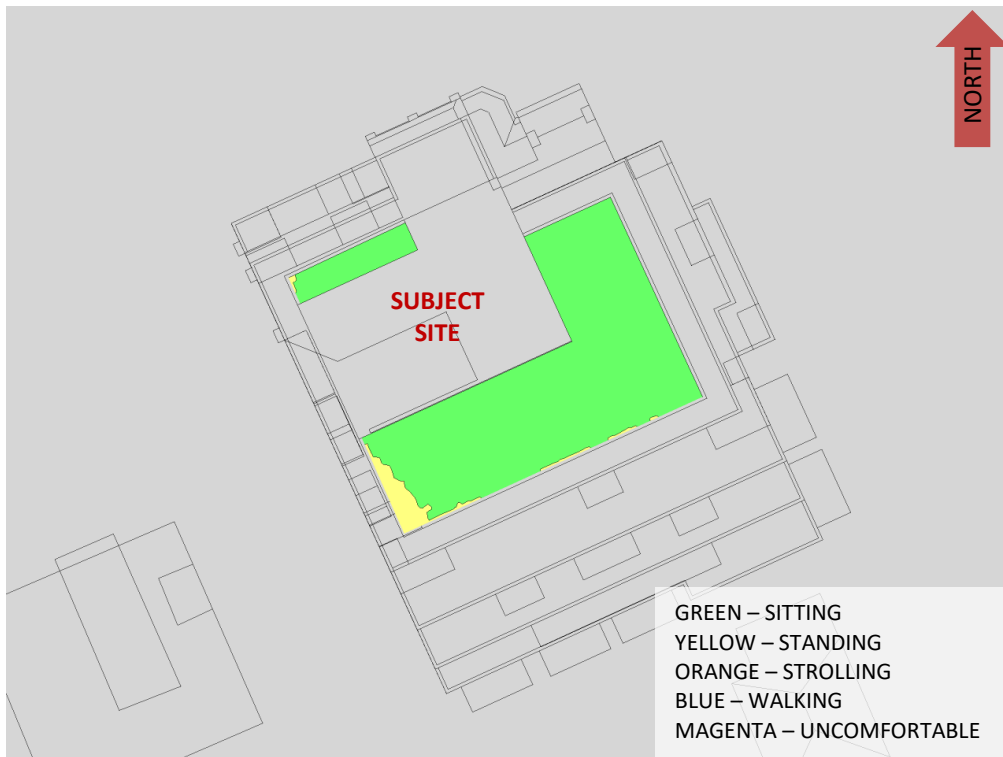 NORTH
SUBJECT
SITE
GREEN – SITTING
YELLOW – STANDING
ORANGE – STROLLING
BLUE – WALKING
MAGENTA – UNCOMFORTABLE